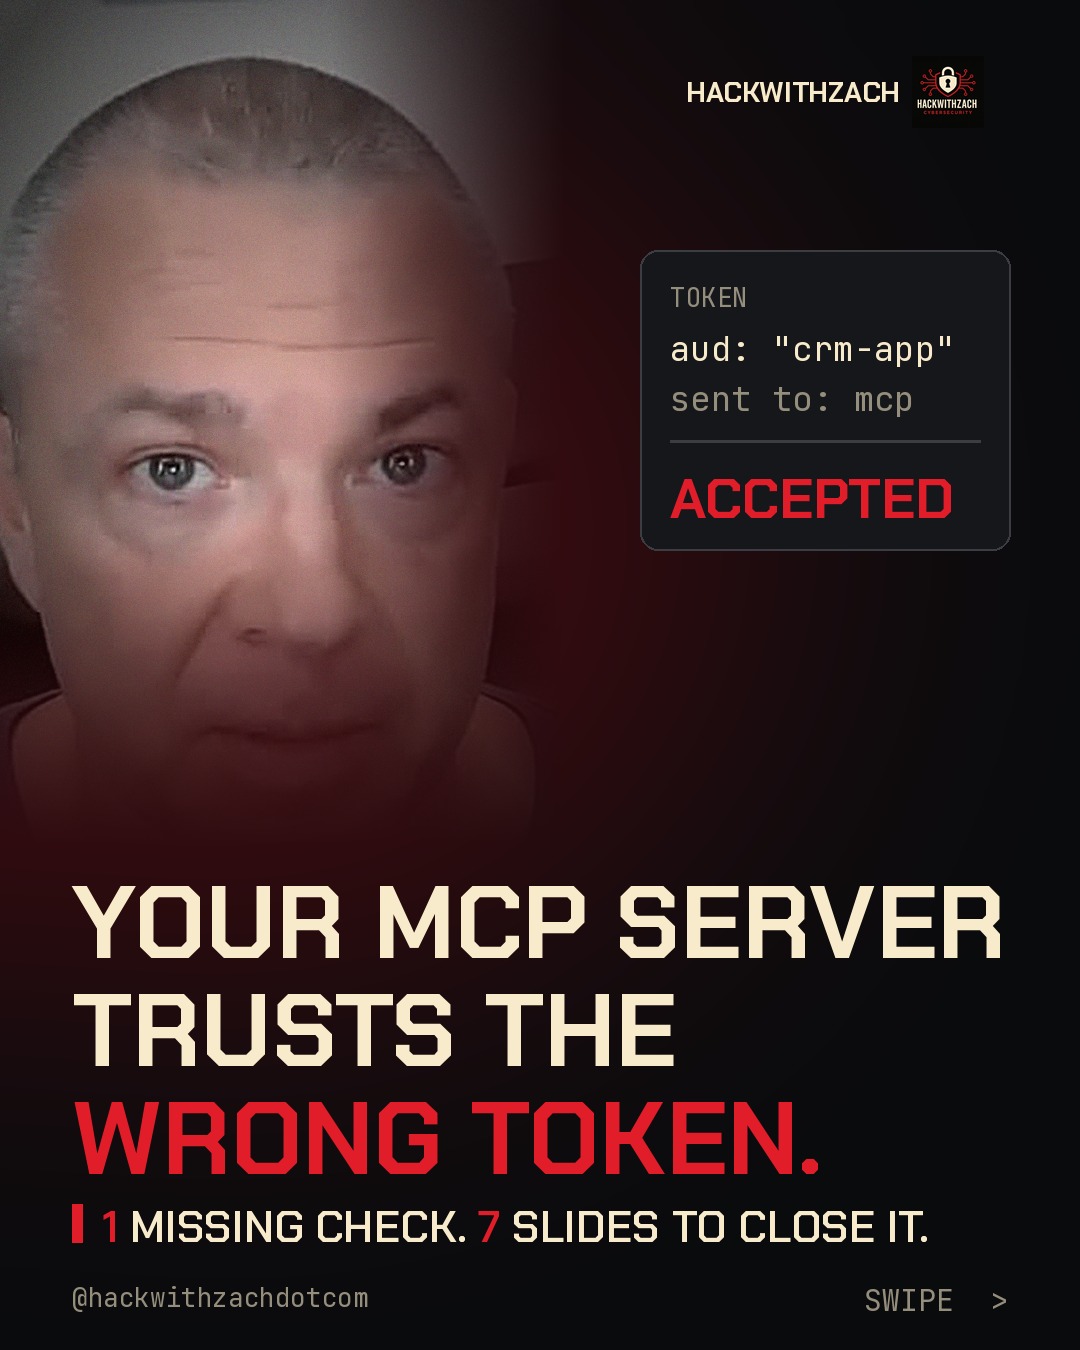 HACKWITHZACH
HACKWITHZACH
CYBERSECURITY
TOKEN
aud: "crm-app"
sent to: mcp
ACCEPTED
YOUR MCP SERVER
TRUSTS THE
WRONG TOKEN.
1 MISSING CHECK. 7 SLIDES TO CLOSE IT.
@hackwithzachdotcom
SWIPE >